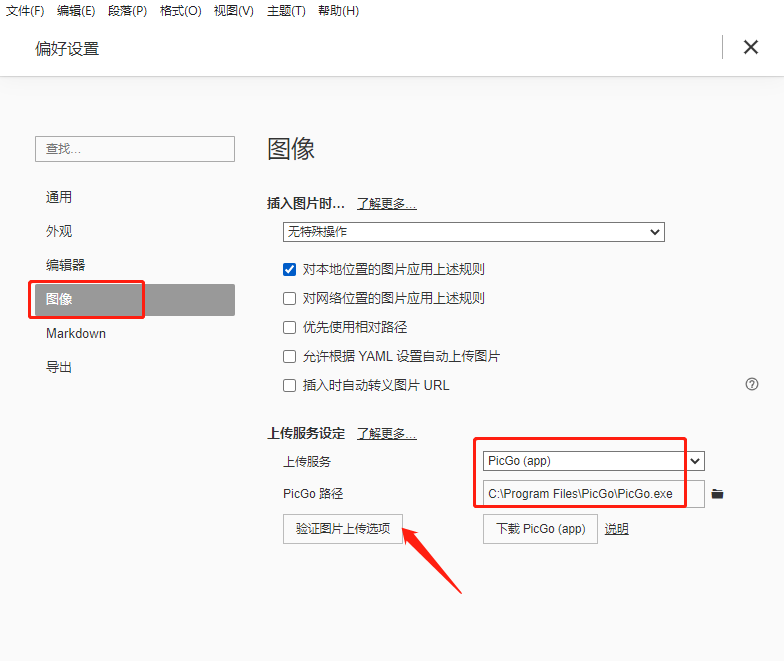 文件(F) 编辑(E) 段落(P) 格式(O) 视图(V) 主题(T) 帮助(H)
偏好设置
查找...
通用
外观
编辑器
图像
Markdown
导出
图像
插入图片时... 了解更多...
无特殊操作
对本地位置的图片应用上述规则
对网络位置的图片应用上述规则
优先使用相对路径
允许根据 YAML 设置自动上传图片
插入时自动转义图片 URL
上传服务设定 了解更多...
上传服务 PicGo (app)
PicGo 路径 C:\Program Files\PicGo\PicGo.exe
验证图片上传选项 下载 PicGo (app) 说明